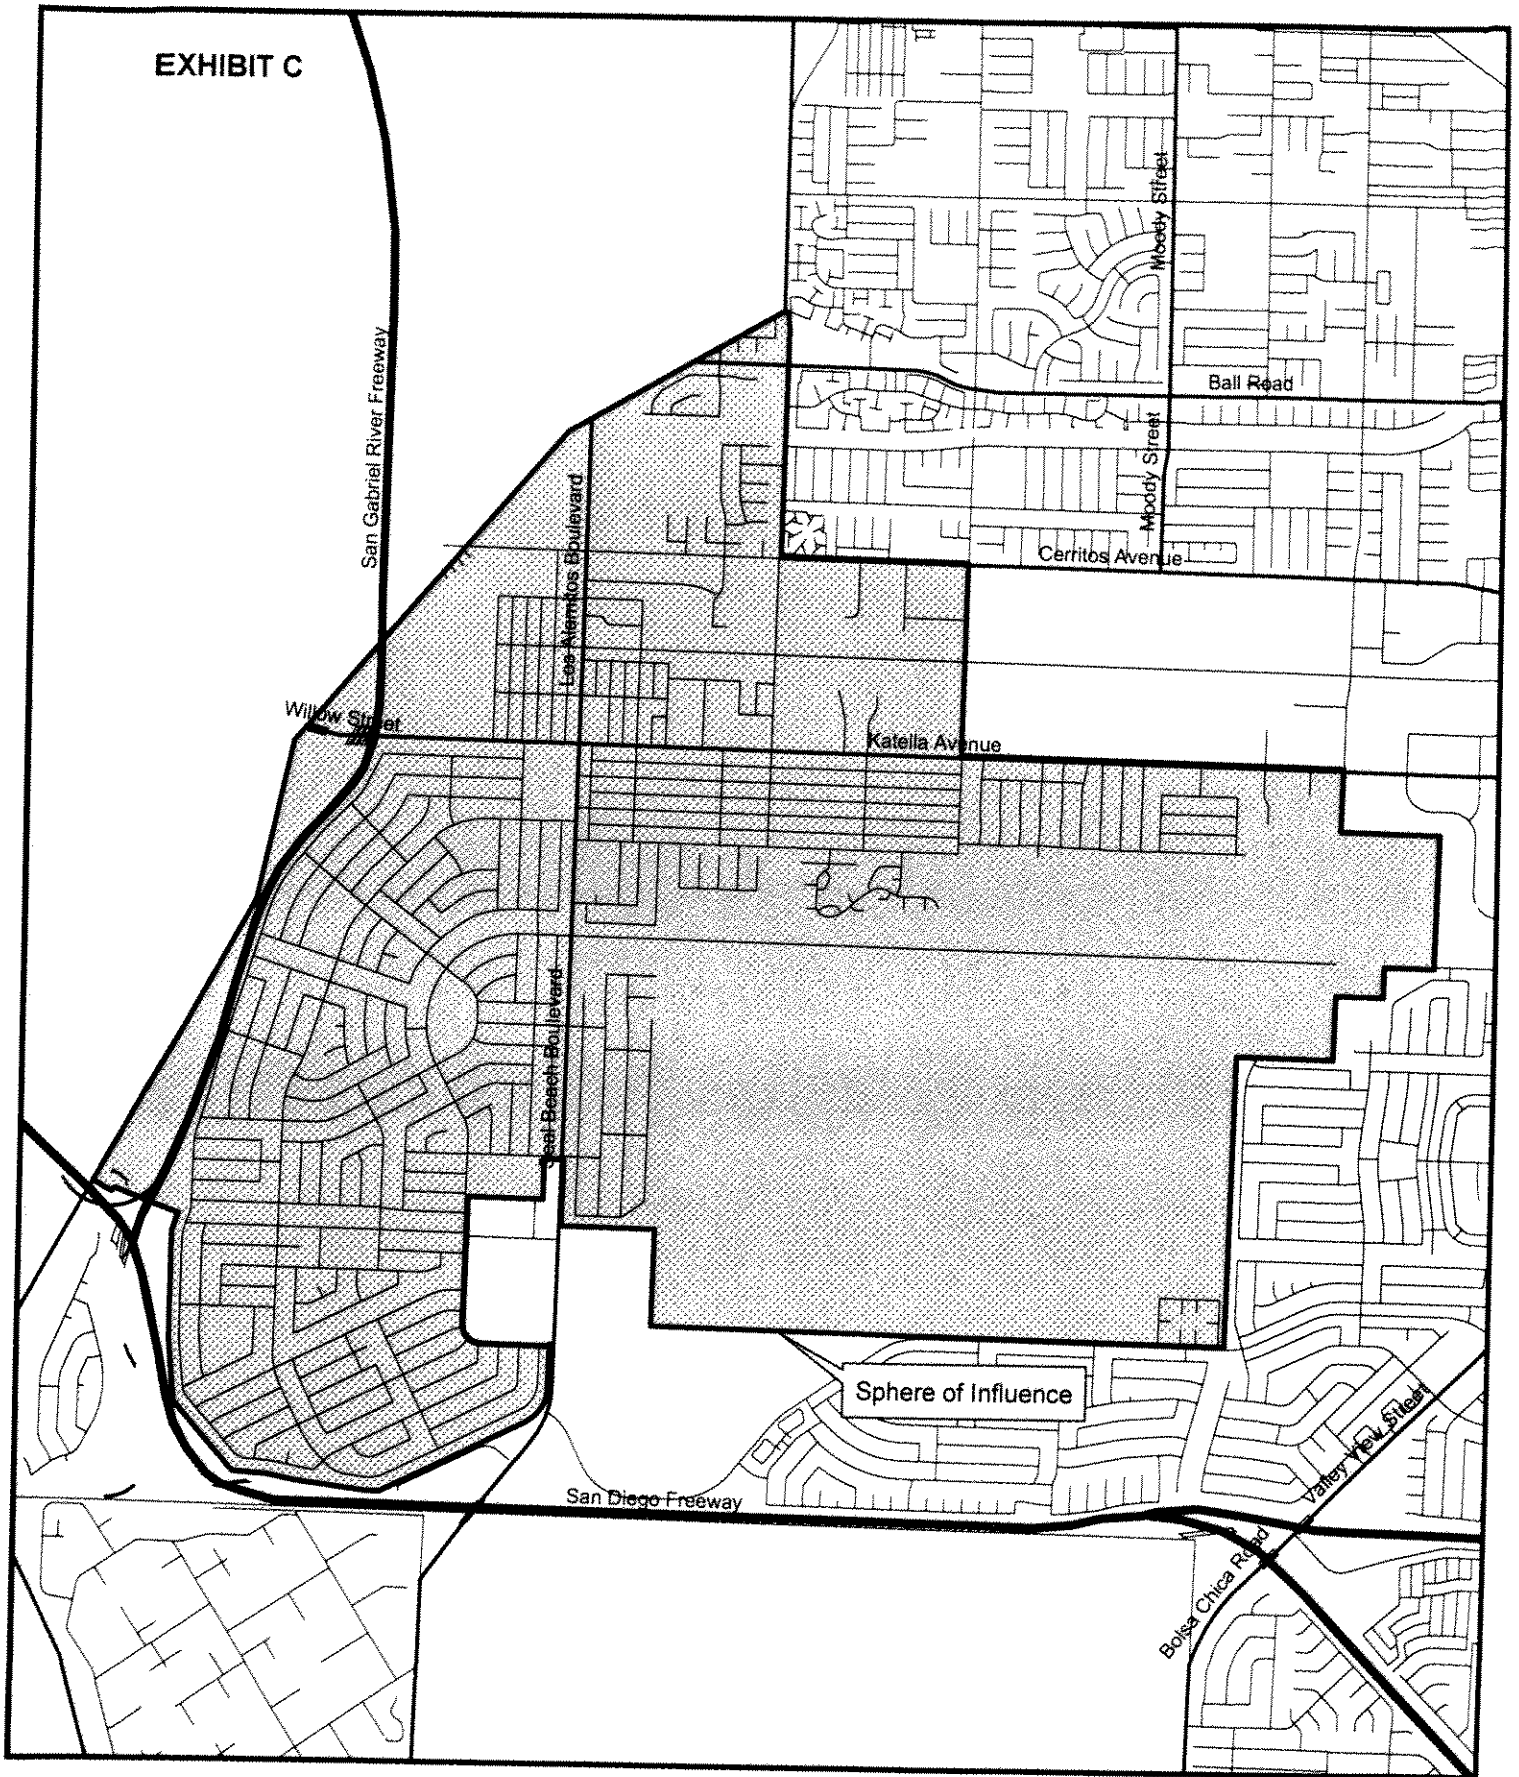 EXHIBIT C
Moody Street
San Gabriel River Freeway
Ball Road
Moody Street
Los Alamitos Boulevard
Cerritos Avenue
Willow Street
Katella Avenue
Seal Beach Boulevard
Sphere of Influence
Valley View Street
San Diego Freeway
Bolsa Chica Road